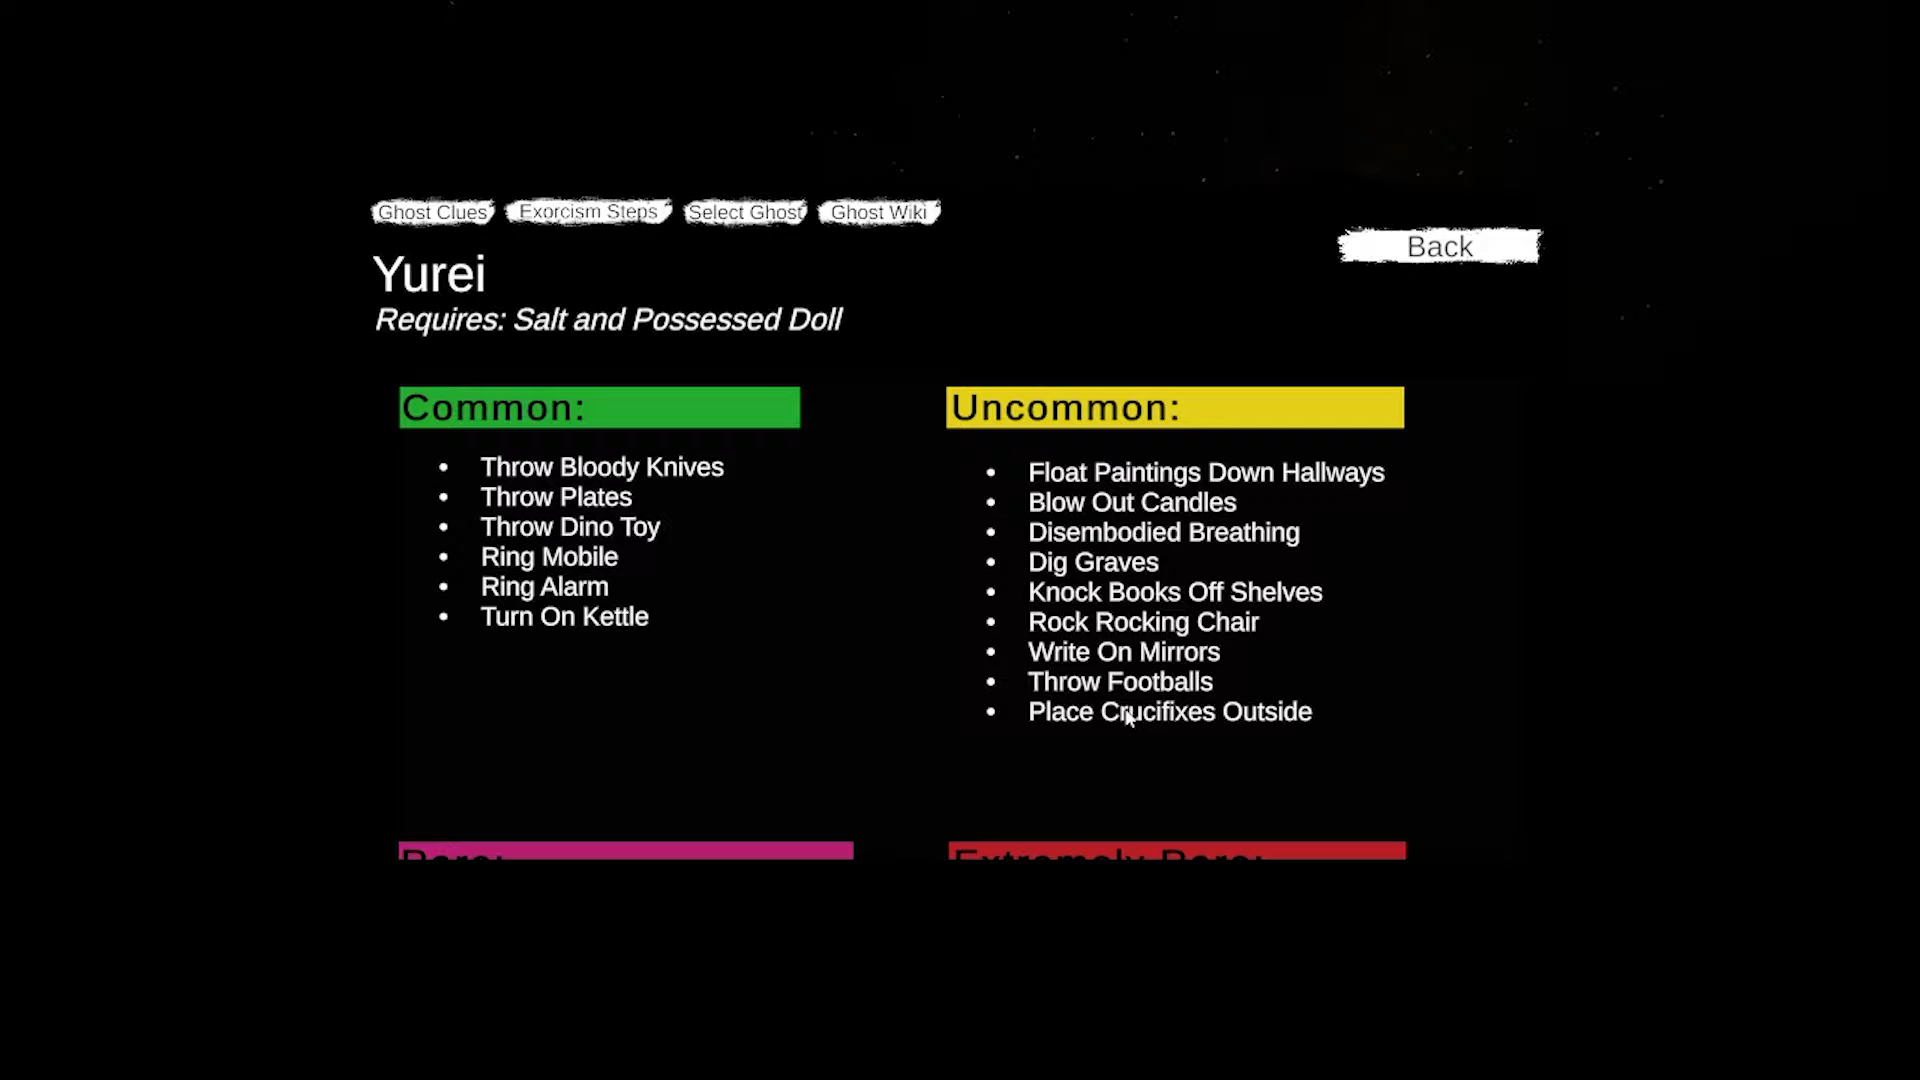 Ghost Clues Exorcism Steps Select Ghost Ghost Wiki
Back
Yurei
Requires: Salt and Possessed Doll
Common:
• Throw Bloody Knives
• Throw Plates
• Throw Dino Toy
• Ring Mobile
• Ring Alarm
• Turn On Kettle
Uncommon:
• Float Paintings Down Hallways
• Blow Out Candles
• Disembodied Breathing
• Dig Graves
• Knock Books Off Shelves
• Rock Rocking Chair
• Write On Mirrors
• Throw Footballs
• Place Crucifixes Outside
Rare:
Extremely Rare: